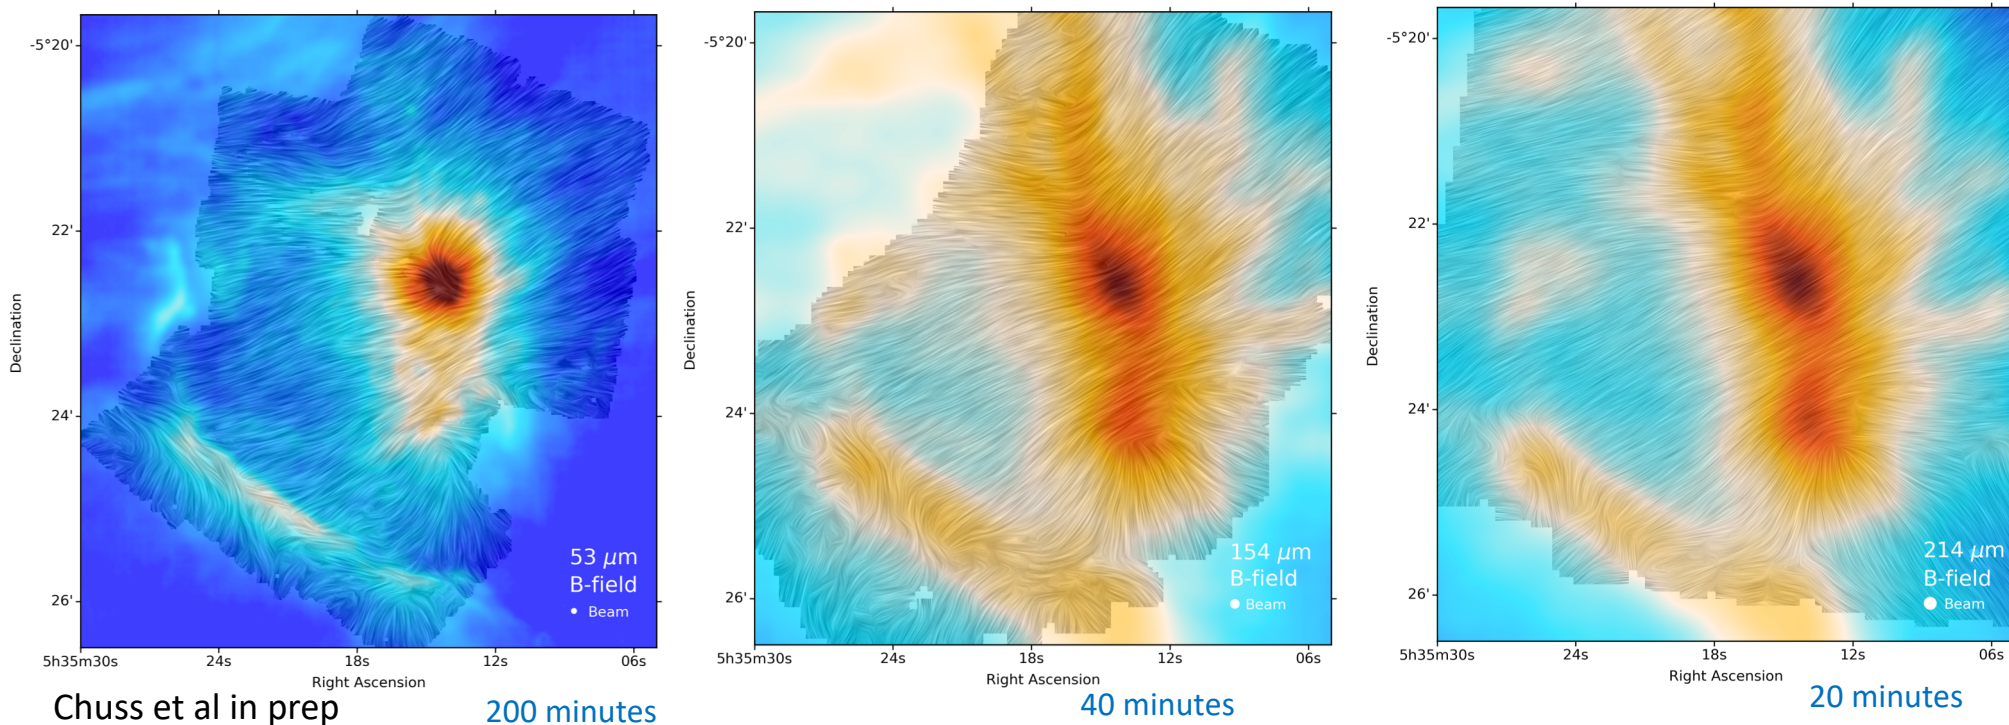 -5°20'
22'
24'
26'
Declination
5h35m30s
24s
18s
12s
06s
Right Ascension
53 μm
B-field
Beam
Chuss et al in prep
200 minutes
-5°20'
22'
24'
26'
Declination
5h35m30s
24s
18s
12s
06s
Right Ascension
154 μm
B-field
Beam
40 minutes
-5°20'
22'
24'
26'
Declination
5h35m30s
24s
18s
12s
06s
Right Ascension
214 μm
B-field
Beam
20 minutes